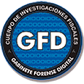 CUERPO DE INVESTIGACIONES FISCALES
GFD
GABINETE FORENSE DIGITAL